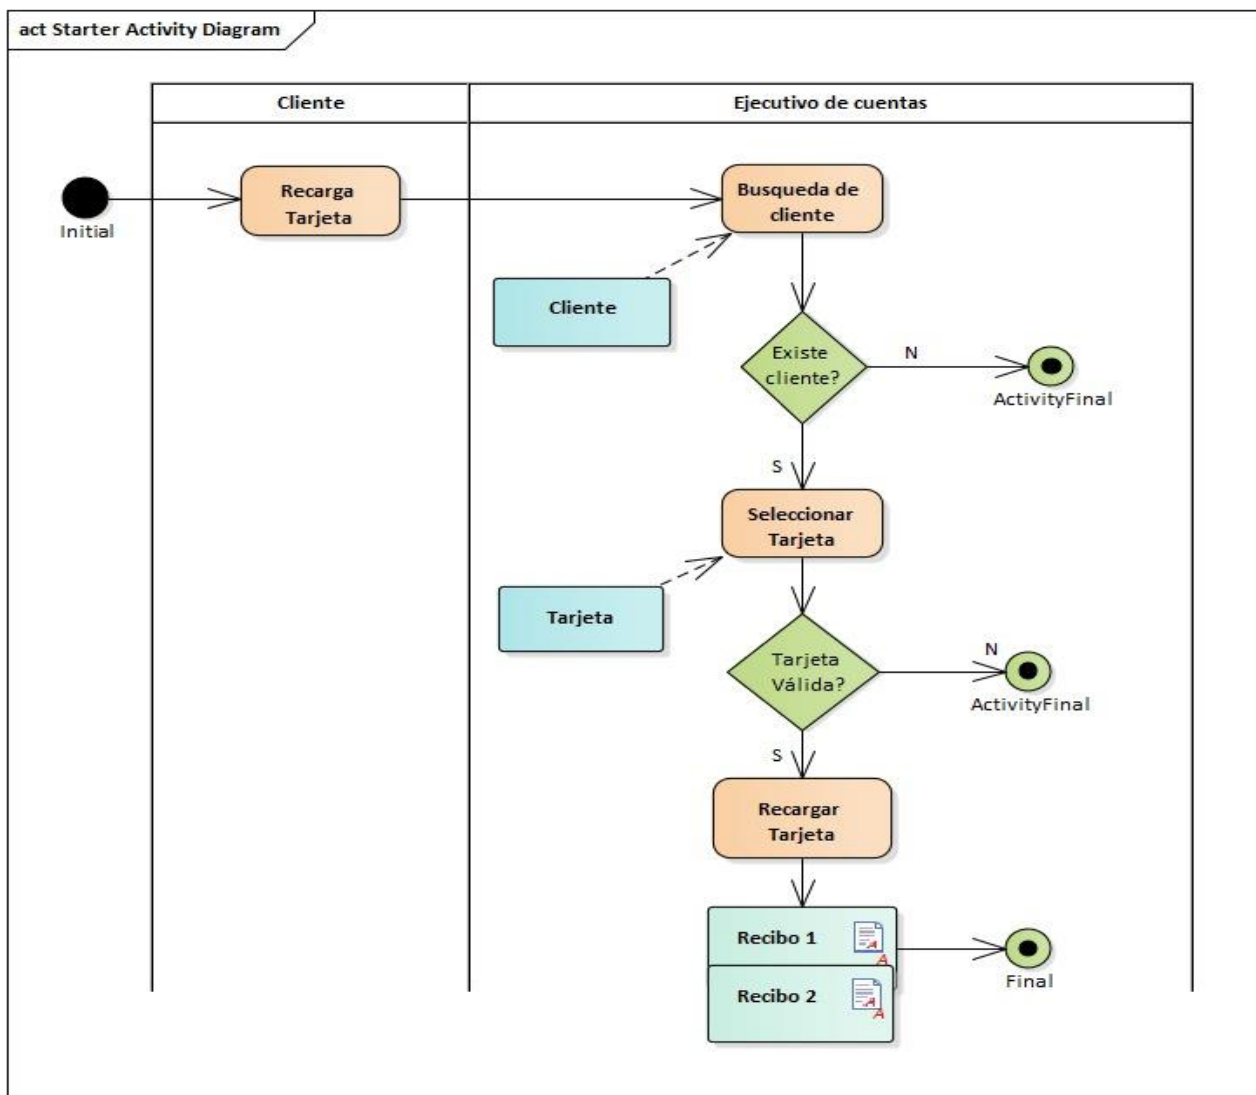 act Starter Activity Diagram
Cliente
Ejecutivo de cuentas
Initial
Recarga
Tarjeta
Busqueda de
cliente
Cliente
Existe
cliente?
N
ActivityFinal
S
Seleccionar
Tarjeta
Tarjeta
Tarjeta
Válida?
N
ActivityFinal
S
Recargar
Tarjeta
Recibo 1
A
A
Final
Recibo 2
A
A